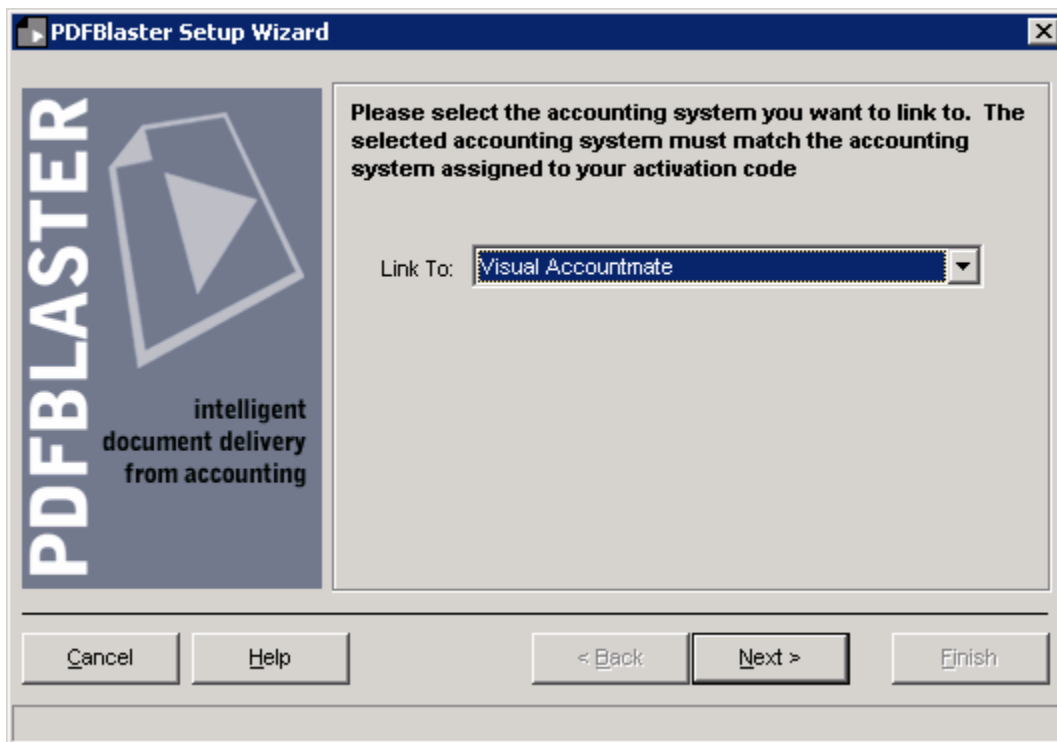 PDFBlaster Setup Wizard
PDFBLASTER
intelligent
document delivery
from accounting
Please select the accounting system you want to link to.  The
selected accounting system must match the accounting
system assigned to your activation code
Link To: Visual Accountmate
Cancel Help < Back Next > Finish